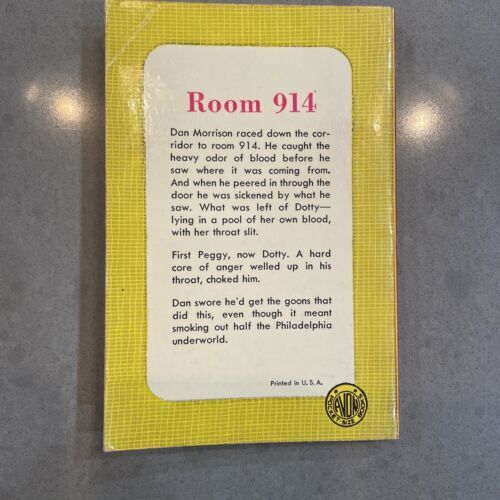 Room 914
Dan Morrison raced down the cor-
ridor to room 914. He caught the
heavy odor of blood before he
saw where it was coming from.
And when he peered in through the
door he was sickened by what he
saw. What was left of Dotty—
lying in a pool of her own blood,
with her throat slit.
First Peggy, now Dotty. A hard
core of anger welled up in his
throat, choked him.
Dan swore he'd get the goons that
did this, even though it meant
smoking out half the Philadelphia
underworld.
Printed in U. S. A.
AVON
POCKET-SIZE BOOKS